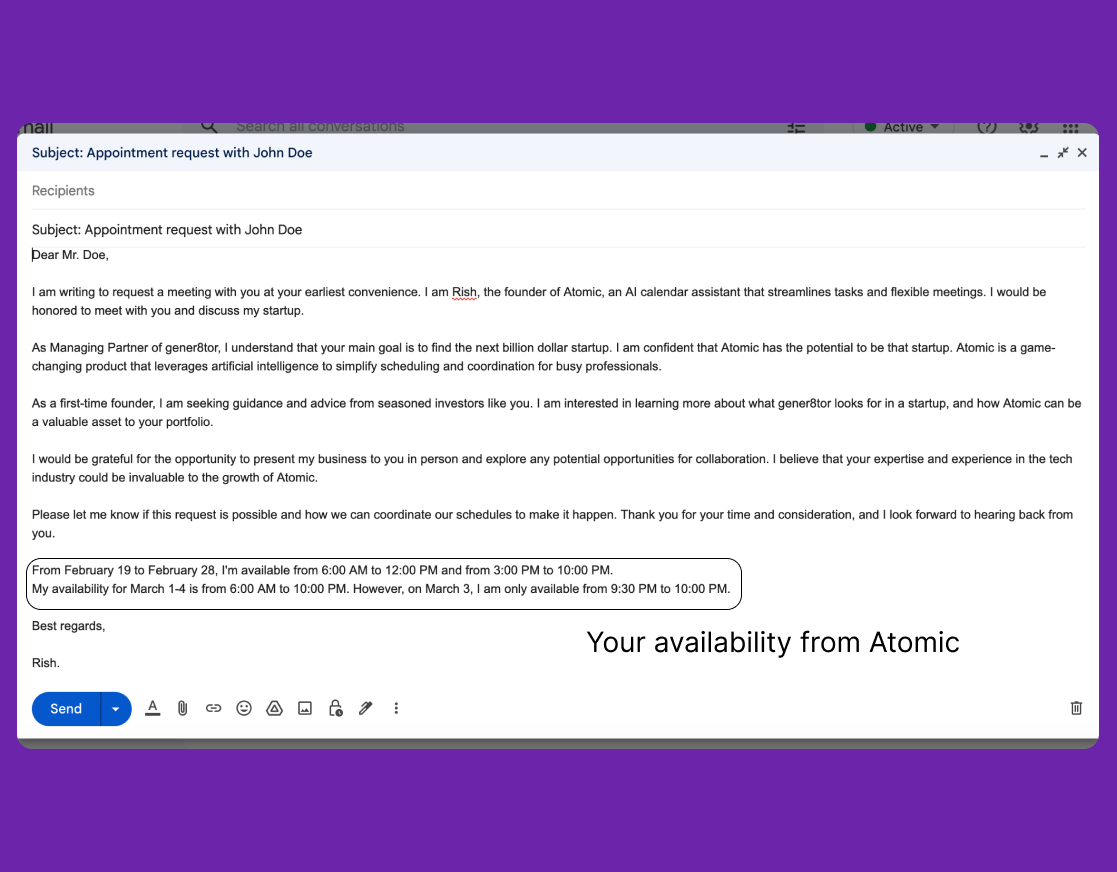 Search all conversations
Active
Subject: Appointment request with John Doe
Recipients
Subject: Appointment request with John Doe
Dear Mr. Doe,
I am writing to request a meeting with you at your earliest convenience. I am Rish, the founder of Atomic, an AI calendar assistant that streamlines tasks and flexible meetings. I would be
honored to meet with you and discuss my startup.
As Managing Partner of gener8tor, I understand that your main goal is to find the next billion dollar startup. I am confident that Atomic has the potential to be that startup. Atomic is a game-
changing product that leverages artificial intelligence to simplify scheduling and coordination for busy professionals.
As a first-time founder, I am seeking guidance and advice from seasoned investors like you. I am interested in learning more about what gener8tor looks for in a startup, and how Atomic can be
a valuable asset to your portfolio.
I would be grateful for the opportunity to present my business to you in person and explore any potential opportunities for collaboration. I believe that your expertise and experience in the tech
industry could be invaluable to the growth of Atomic.
Please let me know if this request is possible and how we can coordinate our schedules to make it happen. Thank you for your time and consideration, and I look forward to hearing back from
you.
From February 19 to February 28, I'm available from 6:00 AM to 12:00 PM and from 3:00 PM to 10:00 PM.
My availability for March 1-4 is from 6:00 AM to 10:00 PM. However, on March 3, I am only available from 9:30 PM to 10:00 PM.
Best regards,
Your availability from Atomic
Rish.
Send